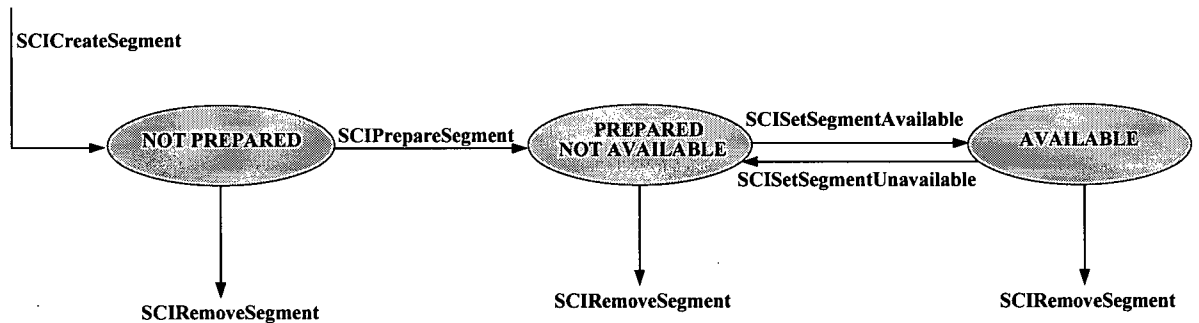 SCICreateSegment
NOT PREPARED
SCIPrepareSegment
PREPARED
NOT AVAILABLE
SCISetSegmentAvailable
SCISetSegmentUnavailable
AVAILABLE
SCIRemoveSegment
SCIRemoveSegment
SCIRemoveSegment